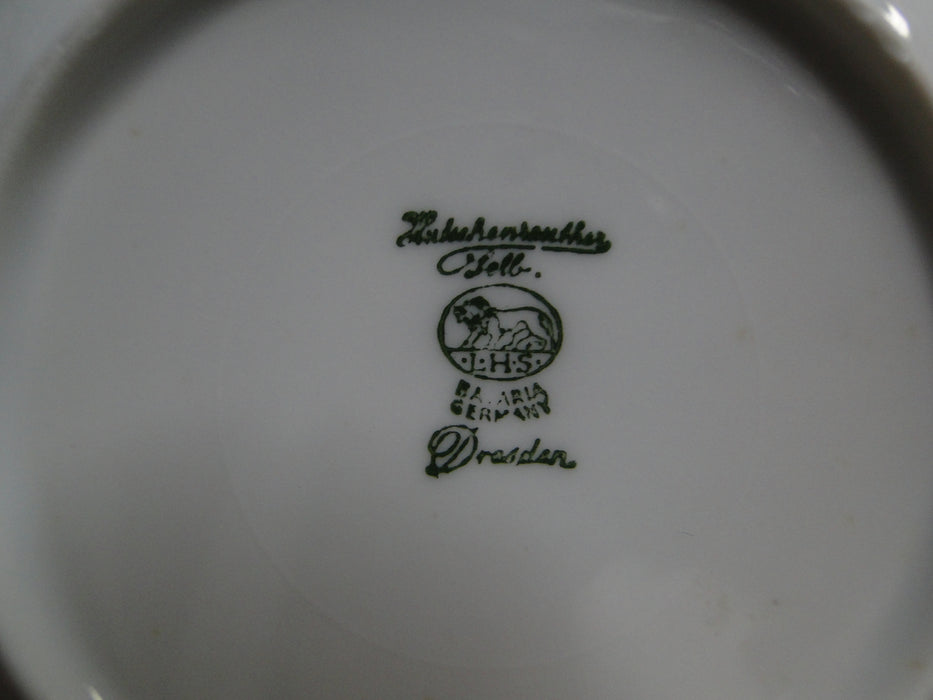 Hutschenreuther
Selb.
L.H.S.
BAVARIA
GERMANY
Dresden